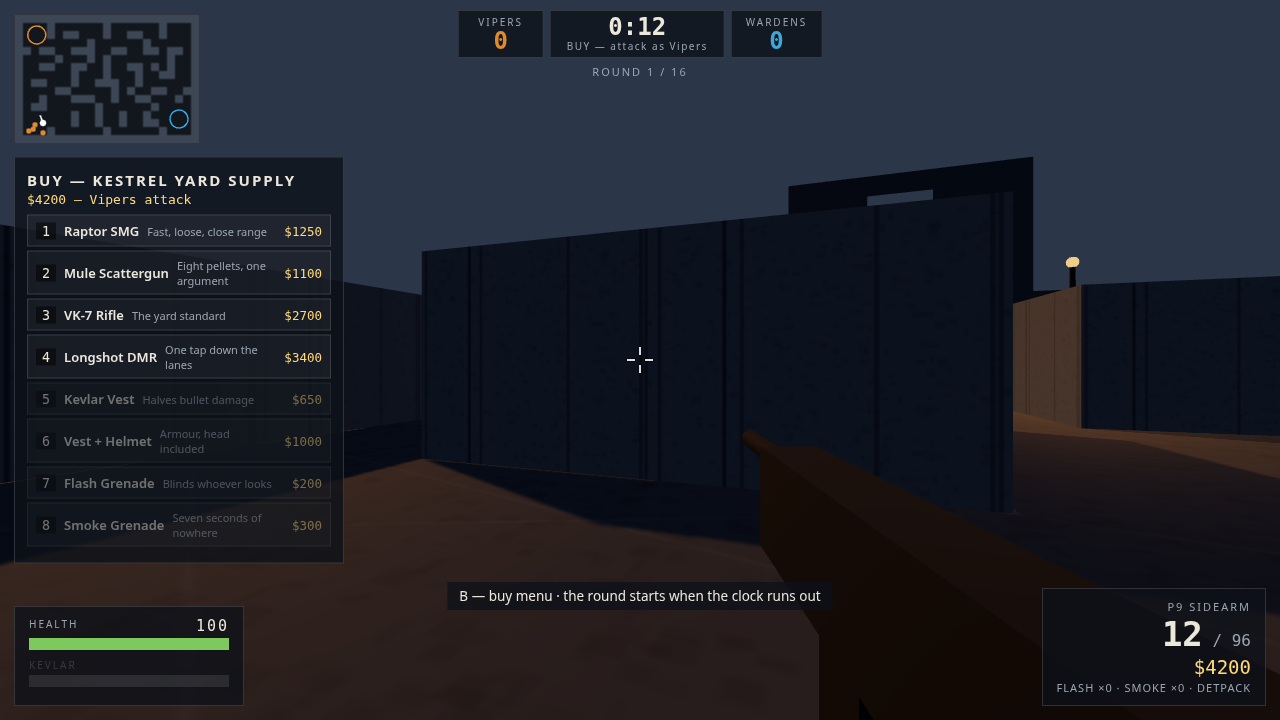 VIPERS
0
0:12
BUY — attack as Vipers
WARDENS
0
ROUND 1 / 16
BUY — KESTREL YARD SUPPLY
$4200 — Vipers attack
1 Raptor SMG Fast, loose, close range $1250
2 Mule Scattergun Eight pellets, one argument $1100
3 VK-7 Rifle The yard standard $2700
4 Longshot DMR One tap down the lanes $3400
5 Kevlar Vest Halves bullet damage $650
6 Vest + Helmet Armour, head included $1000
7 Flash Grenade Blinds whoever looks $200
8 Smoke Grenade Seven seconds of nowhere $300
B — buy menu · the round starts when the clock runs out
HEALTH 100
KEVLAR
P9 SIDEARM
12 / 96
$4200
FLASH ×0 · SMOKE ×0 · DETPACK